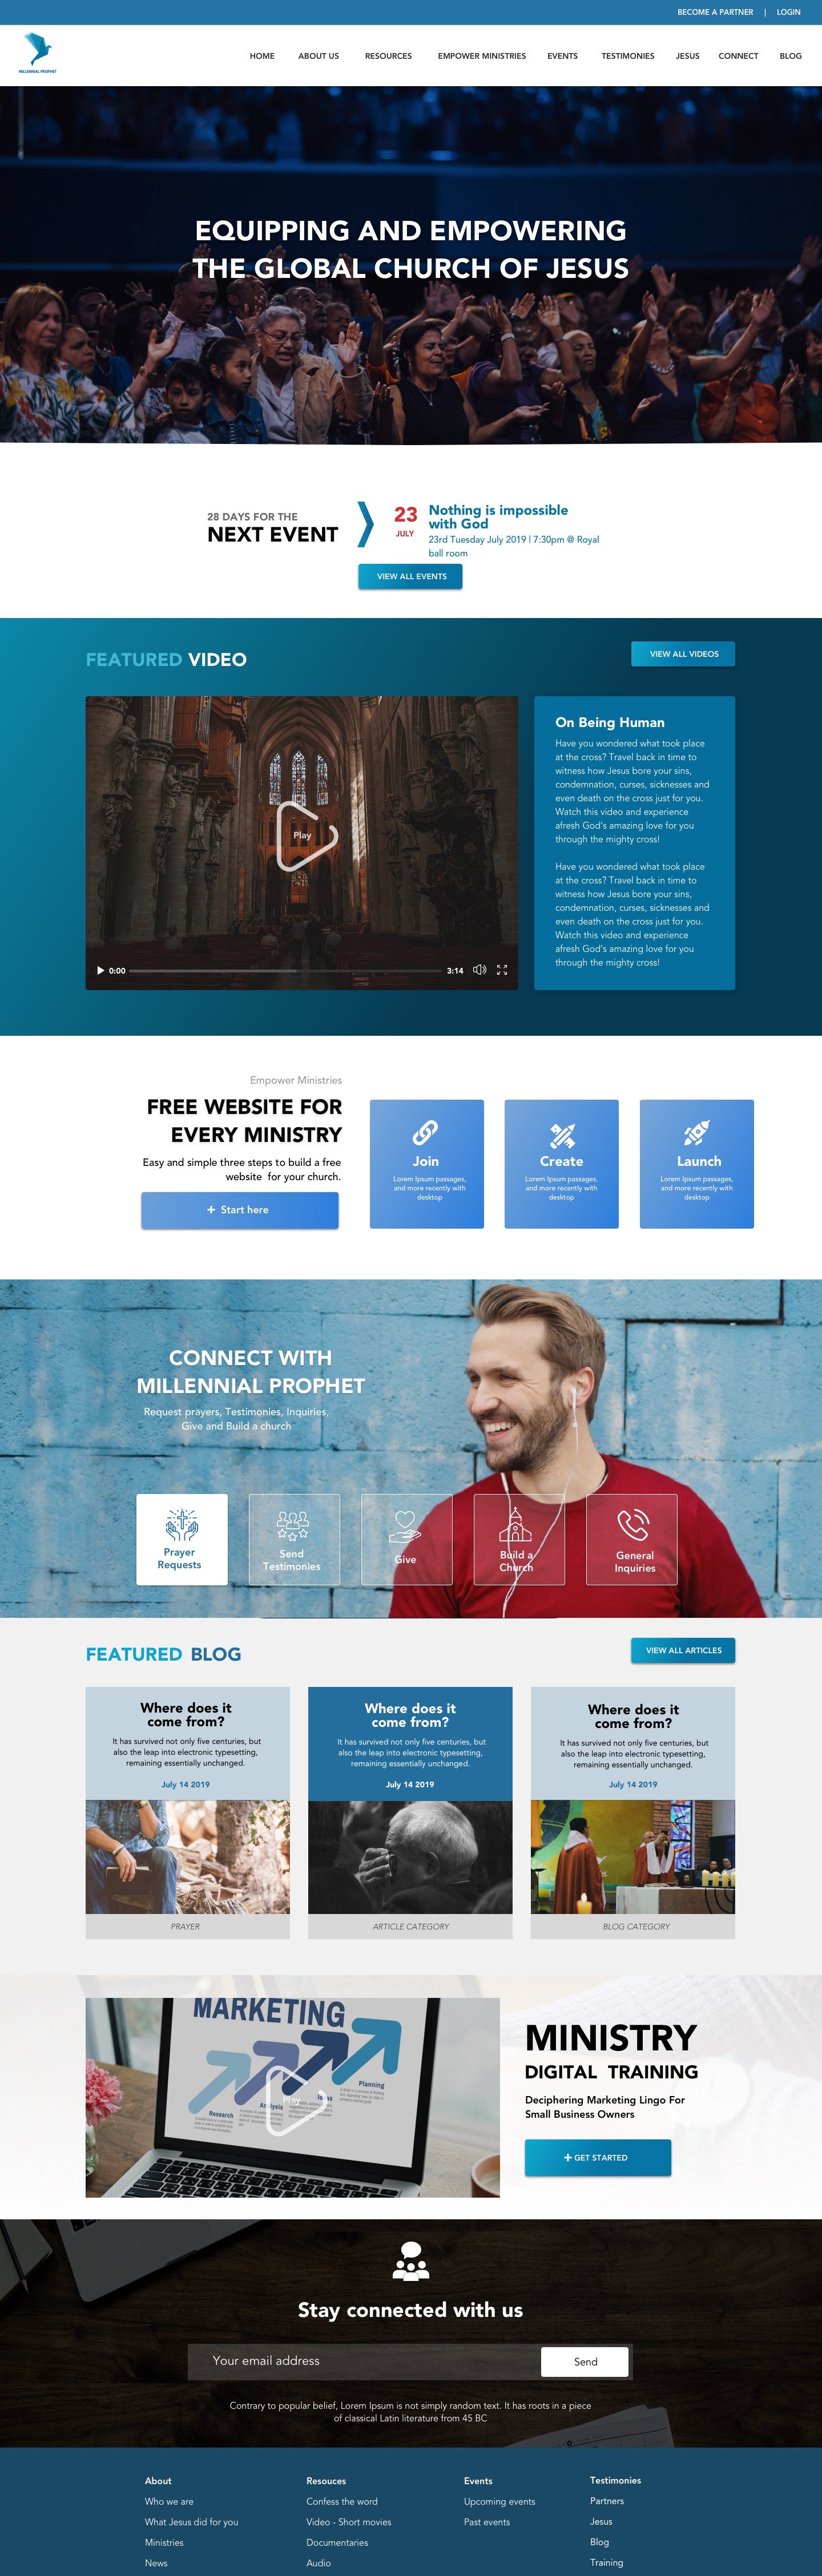 BECOME A PARTNER | LOGIN
MILLENNIAL PROPHET
HOME ABOUT US RESOURCES EMPOWER MINISTRIES EVENTS TESTIMONIES JESUS CONNECT BLOG
EQUIPPING AND EMPOWERING
THE GLOBAL CHURCH OF JESUS
28 DAYS FOR THE
NEXT EVENT
23
JULY
Nothing is impossible
with God
23rd Tuesday July 2019 | 7:30pm @ Royal
ball room
VIEW ALL EVENTS
FEATURED VIDEO
VIEW ALL VIDEOS
Play
0:00
3:14
On Being Human
Have you wondered what took place
at the cross? Travel back in time to
witness how Jesus bore your sins,
condemnation, curses, sicknesses and
even death on the cross just for you.
Watch this video and experience
afresh God's amazing love for you
through the mighty cross!
Have you wondered what took place
at the cross? Travel back in time to
witness how Jesus bore your sins,
condemnation, curses, sicknesses and
even death on the cross just for you.
Watch this video and experience
afresh God's amazing love for you
through the mighty cross!
Empower Ministries
FREE WEBSITE FOR
EVERY MINISTRY
Easy and simple three steps to build a free
website for your church.
+ Start here
Join
Lorem Ipsum passages,
and more recently with
desktop
Create
Lorem Ipsum passages,
and more recently with
desktop
Launch
Lorem Ipsum passages,
and more recently with
desktop
CONNECT WITH
MILLENNIAL PROPHET
Request prayers, Testimonies, Inquiries,
Give and Build a church
Prayer
Requests
Send
Testimonies
Give
Build a
Church
General
Inquiries
FEATURED BLOG
VIEW ALL ARTICLES
Where does it
come from?
It has survived not only five centuries, but
also the leap into electronic typesetting,
remaining essentially unchanged.
July 14 2019
PRAYER
Where does it
come from?
It has survived not only five centuries, but
also the leap into electronic typesetting,
remaining essentially unchanged.
July 14 2019
ARTICLE CATEGORY
Where does it
come from?
It has survived not only five centuries, but
also the leap into electronic typesetting,
remaining essentially unchanged.
July 14 2019
BLOG CATEGORY
MARKETING
Research
Analysis
Ideas
Planning
Play
MINISTRY
DIGITAL TRAINING
Deciphering Marketing Lingo For
Small Business Owners
+ GET STARTED
Stay connected with us
Your email address
Send
Contrary to popular belief, Lorem Ipsum is not simply random text. It has roots in a piece
of classical Latin literature from 45 BC
About
Who we are
What Jesus did for you
Ministries
News
Resouces
Confess the word
Video - Short movies
Documentaries
Audio
Events
Upcoming events
Past events
Testimonies
Partners
Jesus
Blog
Training